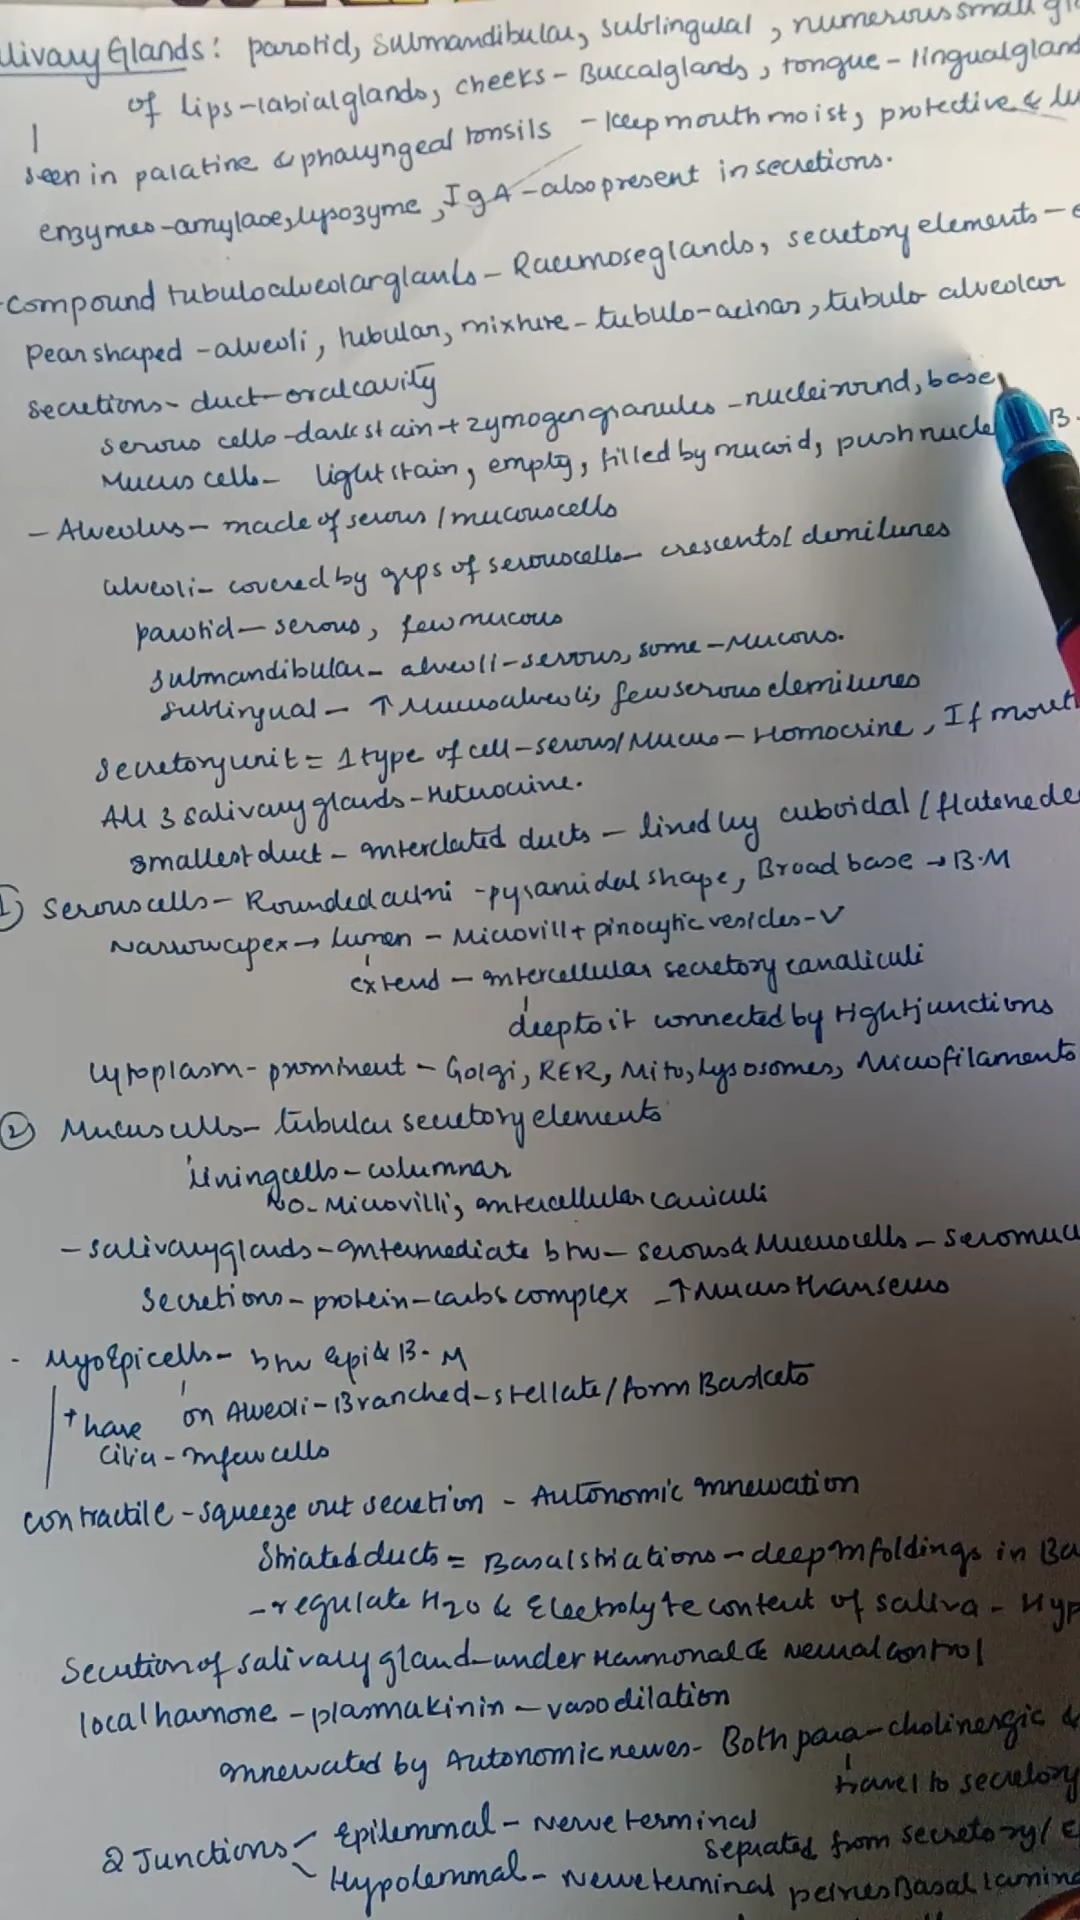 livary Glands: parotid, submandibular, sublingual, numerous small gl
of lips-labial glands, cheeks - Buccal glands, tongue - lingual gland
seen in palatine & pharyngeal tonsils - keep mouth moist, protective & lu
enzymes-amylase, lysozyme, IgA - also present in secretions.
-compound tubuloalveolar glands - Racemose glands, secretory elements -
Pear shaped - alveoli, tubular, mixture - tubulo-acinar, tubulo alveolar
secretions - duct - oral cavity
serous cells - dark stain + zymogen granules - nuclei round, base
Mucus cells - light stain, empty, filled by mucoid, push nucle B.
- Alveolus - made of serous / mucous cells
alveoli - covered by grps of serous cells - crescents/ demilunes
parotid - serous, few mucous
submandibular - alveoli - serous, some - Mucous.
sublingual - ↑ Mucus alveoli, few serous demilunes
secretory unit = 1 type of cell - serous/ Mucus - Homocrine, If mo
All 3 salivary glands - Heterocrine.
smallest duct - interclated ducts - lined by cuboidal / flatened e
1) Serous cells - Rounded acini - pyramidal shape, Broad base → B.M
Narrow apex → lumen - Microvilli + pinocytic vesicles - V
extend - intercellular secretory canaliculi
deep to it connected by tight junctions
cytoplasm - prominent - Golgi, RER, Mito, lysosomes, Microfilaments
2) Mucus cells - tubular secretory elements
lining cells - columnar
No - Microvilli, intercellular caniculi
- salivary glands - intermediate btw - serous & Mucus cells - seromuc
secretions - protein - carbs complex - ↑ Mucus than serous
. MyoEpicells - btw epi & B.M
on Alveoli - Branched - stellate / form Baskets
+ have
cilia - in few cells
contractile - squeeze out secretion - Autonomic innervation
Striated ducts = Basal striations - deep infoldings in Ba
- regulate H2O & Electrolyte content of saliva - Hyp
secretion of salivary gland - under Harmonal & neural control
local harmone - plasmakinin - vasodilation
innervated by Autonomic nerves - Both para - cholinergic &
travel to secretory
2 Junctions - Epilemmal - Nerve terminal
seprated from secretory/
Hypolemmal - Nerve terminal Basal lamina